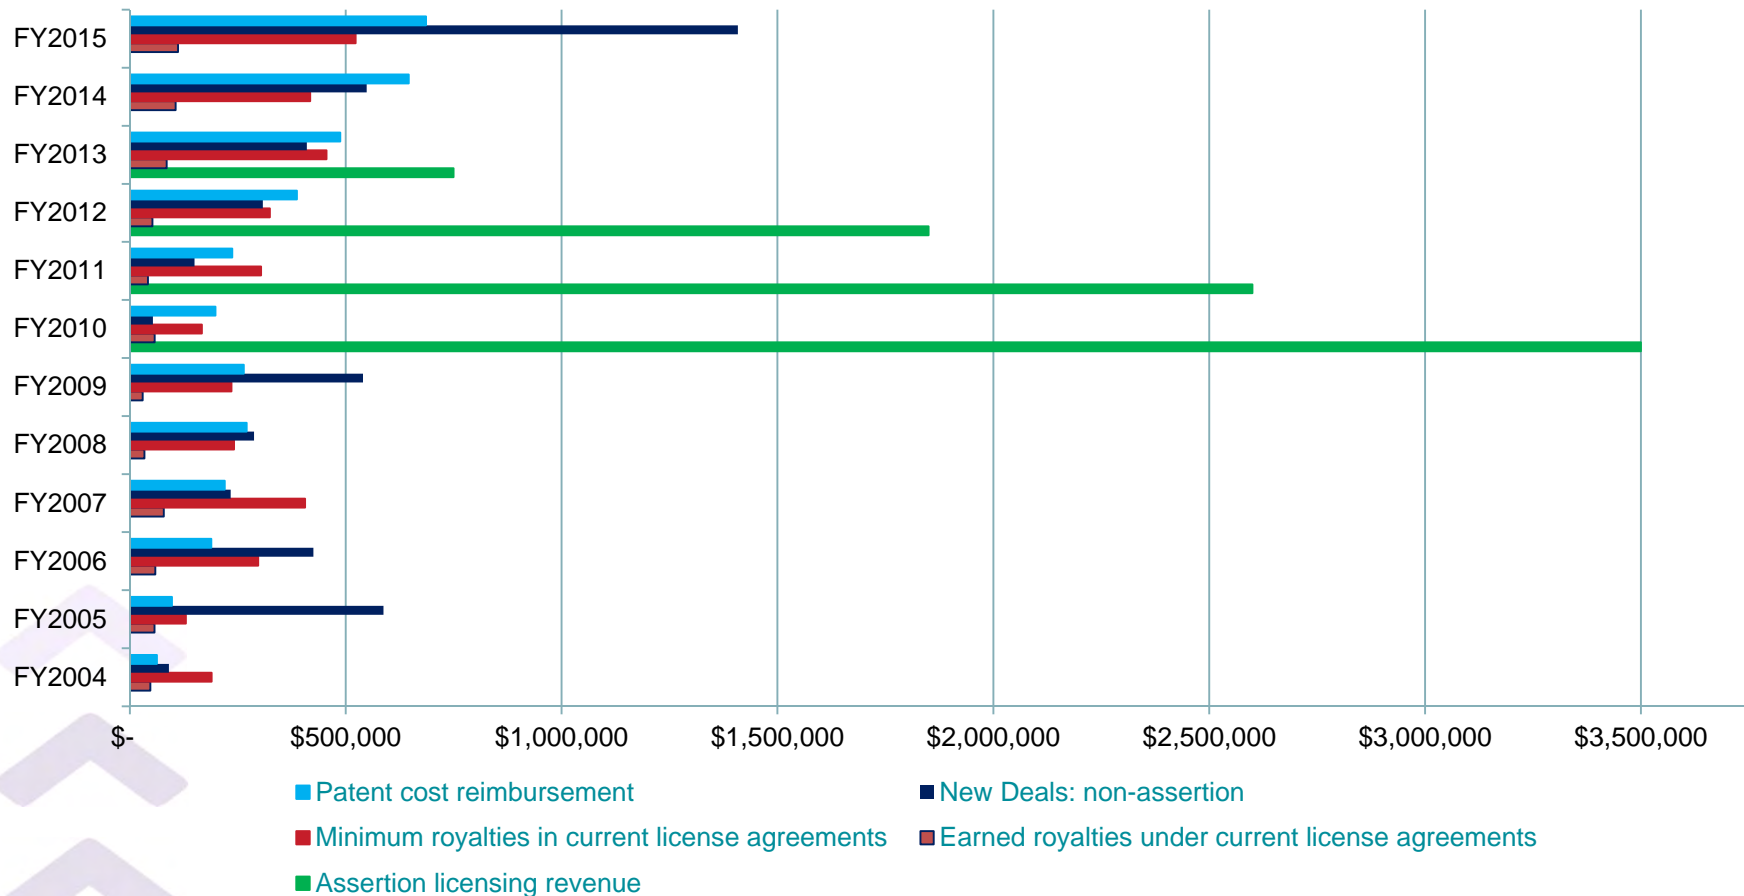 FY2015
FY2014
FY2013
FY2012
FY2011
FY2010
FY2009
FY2008
FY2007
FY2006
FY2005
FY2004
$- $500,000 $1,000,000 $1,500,000 $2,000,000 $2,500,000 $3,000,000 $3,500,000
Patent cost reimbursement New Deals: non-assertion
Minimum royalties in current license agreements Earned royalties under current license agreements
Assertion licensing revenue